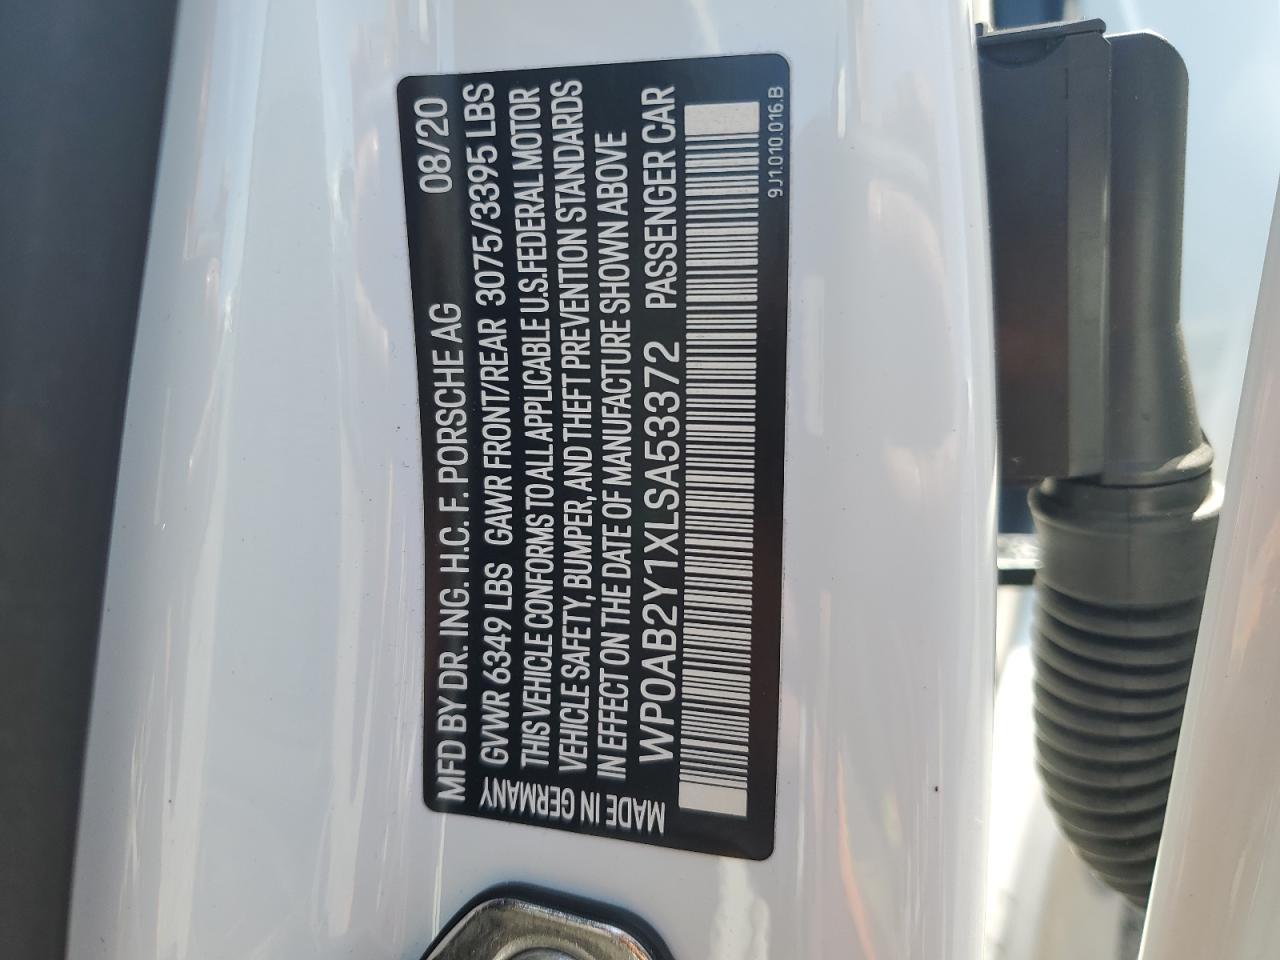 MFD BY DR. ING. H.C. F. PORSCHE AG 08/20
GVWR 6349 LBS GAWR FRONT/REAR 3075/3395 LBS
THIS VEHICLE CONFORMS TO ALL APPLICABLE U.S.FEDERAL MOTOR
VEHICLE SAFETY, BUMPER, AND THEFT PREVENTION STANDARDS
IN EFFECT ON THE DATE OF MANUFACTURE SHOWN ABOVE
WP0AB2Y1XLSA53372 PASSENGER CAR
9J1.010.016.B
MADE IN GERMANY